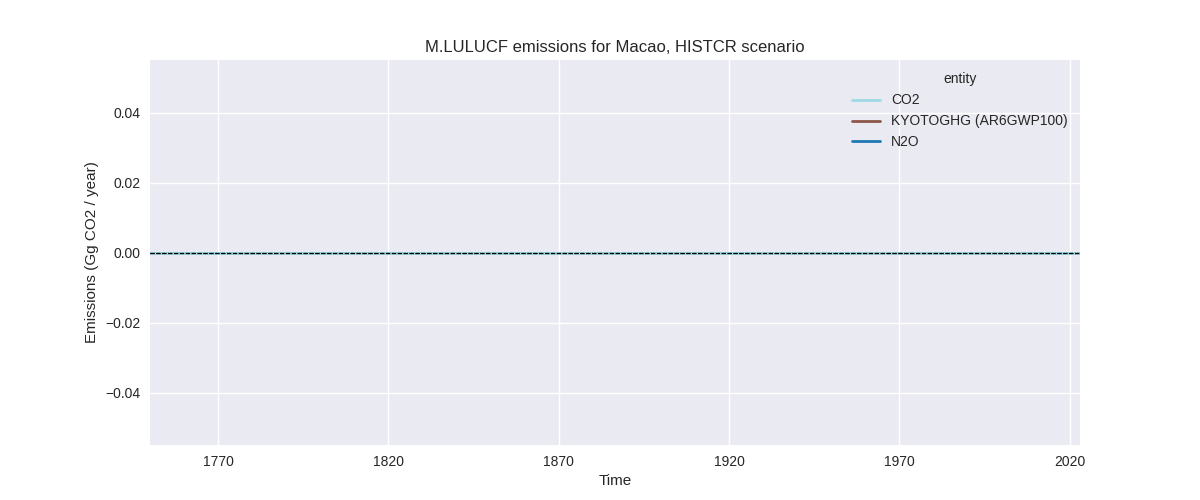 M.LULUCF emissions for Macao, HISTCR scenario
entity
CO2
KYOTOGHG (AR6GWP100)
N2O
Emissions (Gg CO2 / year)
0.04
0.02
0.00
−0.02
−0.04
1770 1820 1870 1920 1970 2020
Time